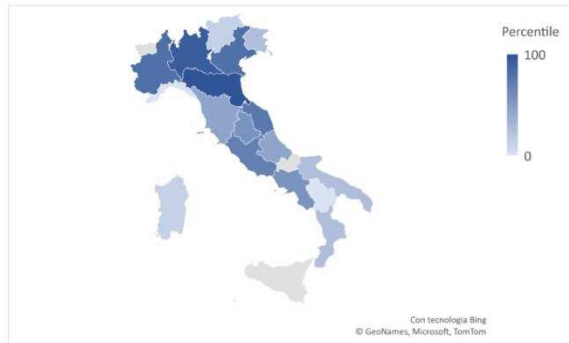 Percentile
100
0
Con tecnologia Bing
© GeoNames, Microsoft, TomTom